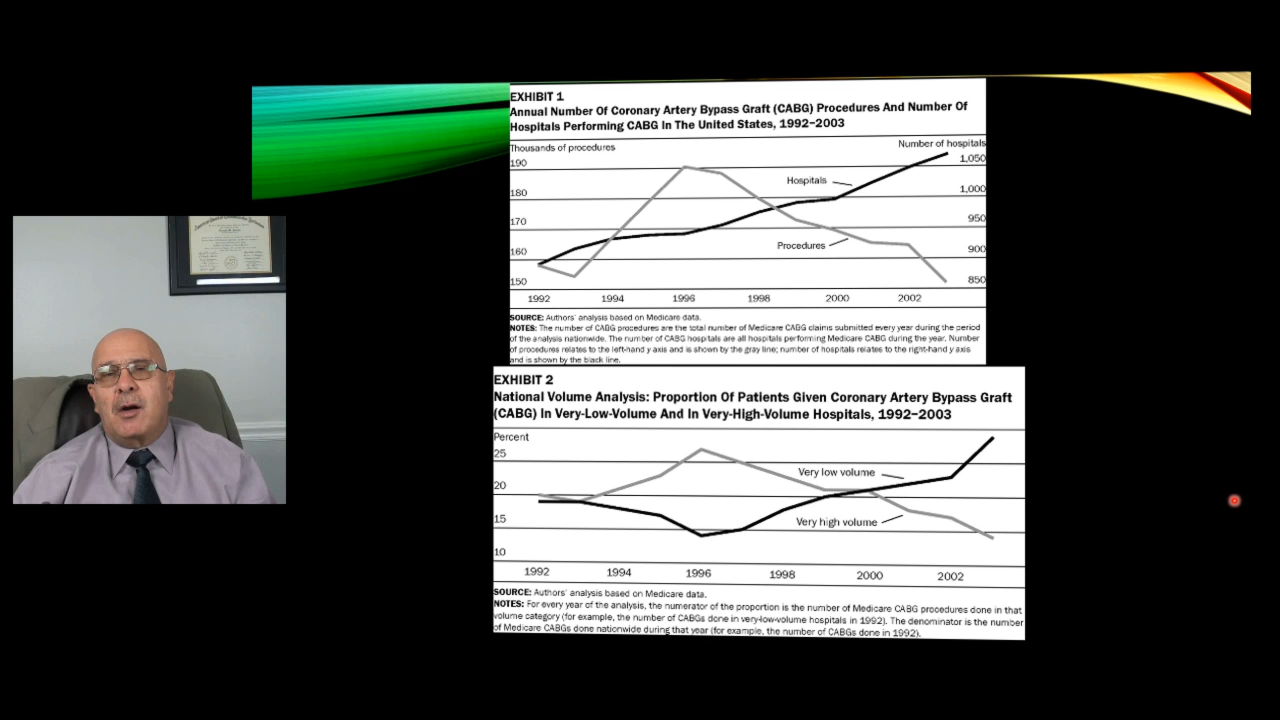 EXHIBIT 1
Annual Number Of Coronary Artery Bypass Graft (CABG) Procedures And Number Of
Hospitals Performing CABG In The United States, 1992–2003
Thousands of procedures
Number of hospitals
190
1,050
Hospitals
180
1,000
170
950
Procedures
160
900
150
850
1992 1994 1996 1998 2000 2002
SOURCE: Authors' analysis based on Medicare data.
NOTES: The number of CABG procedures are the total number of Medicare CABG claims submitted every year during the period
of the analysis nationwide. The number of CABG hospitals are all hospitals performing Medicare CABG during the year. Number
of procedures relates to the left-hand y axis and is shown by the gray line; number of hospitals relates to the right-hand y axis
and is shown by the black line.
EXHIBIT 2
National Volume Analysis: Proportion Of Patients Given Coronary Artery Bypass Graft
(CABG) In Very-Low-Volume And In Very-High-Volume Hospitals, 1992–2003
Percent
25
Very low volume
20
15
Very high volume
10
1992 1994 1996 1998 2000 2002
SOURCE: Authors' analysis based on Medicare data.
NOTES: For every year of the analysis, the numerator of the proportion is the number of Medicare CABG procedures done in that
volume category (for example, the number of CABGs done in very-low-volume hospitals in 1992). The denominator is the number
of Medicare CABGs done nationwide during that year (for example, the number of CABGs done in 1992).